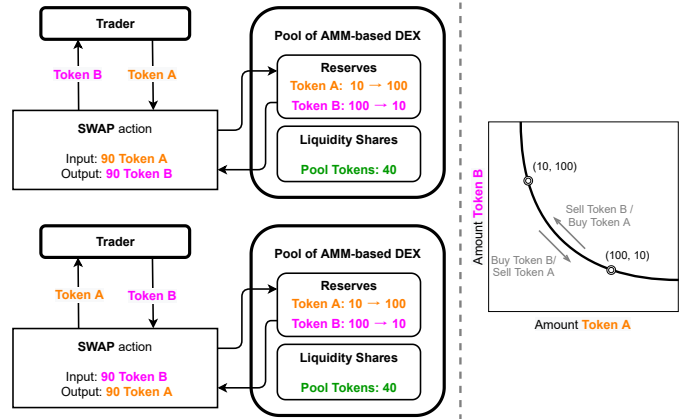 Trader
Token B
Token A
SWAP action
Input: 90 Token A
Output: 90 Token B
Pool of AMM-based DEX
Reserves
Token A: 10 → 100
Token B: 100 → 10
Liquidity Shares
Pool Tokens: 40
Trader
Token A
Token B
SWAP action
Input: 90 Token B
Output: 90 Token A
Pool of AMM-based DEX
Reserves
Token A: 10 → 100
Token B: 100 → 10
Liquidity Shares
Pool Tokens: 40
Amount Token B
(10, 100)
Sell Token B /
Buy Token A
(100, 10)
Buy Token B/
Sell Token A
Amount Token A